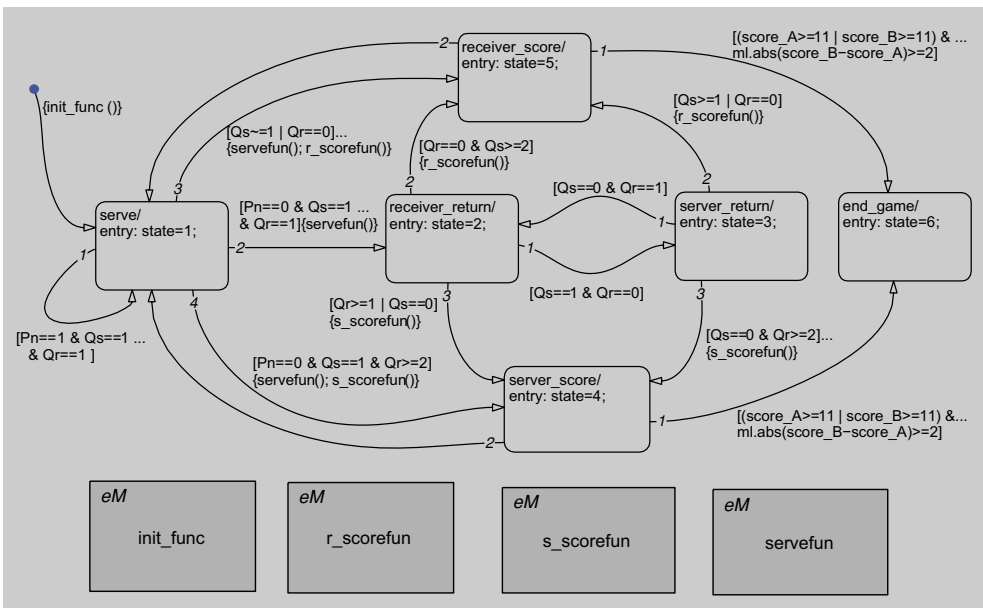 receiver_score/
entry: state=5;
2
1
[(score_A>=11 | score_B>=11) & ...
ml.abs(score_B−score_A)>=2]
{init_func ()}
[Qs~=1 | Qr==0]...
{servefun(); r_scorefun()}
[Qr==0 & Qs>=2]
{r_scorefun()}
[Qs>=1 | Qr==0]
{r_scorefun()}
3
2
2
serve/
entry: state=1;
[Pn==0 & Qs==1 ...
& Qr==1]{servefun()}
receiver_return/
entry: state=2;
[Qs==0 & Qr==1]
server_return/
entry: state=3;
end_game/
entry: state=6;
1
2
1
1
[Qs==1 & Qr==0]
4
3
3
[Qr>=1 | Qs==0]
{s_scorefun()}
[Pn==1 & Qs==1 ...
& Qr==1 ]
[Qs==0 & Qr>=2]...
{s_scorefun()}
[Pn==0 & Qs==1 & Qr>=2]
{servefun(); s_scorefun()}
server_score/
entry: state=4;
2
1
[(score_A>=11 | score_B>=11) &...
ml.abs(score_B−score_A)>=2]
eM
init_func
eM
r_scorefun
eM
s_scorefun
eM
servefun